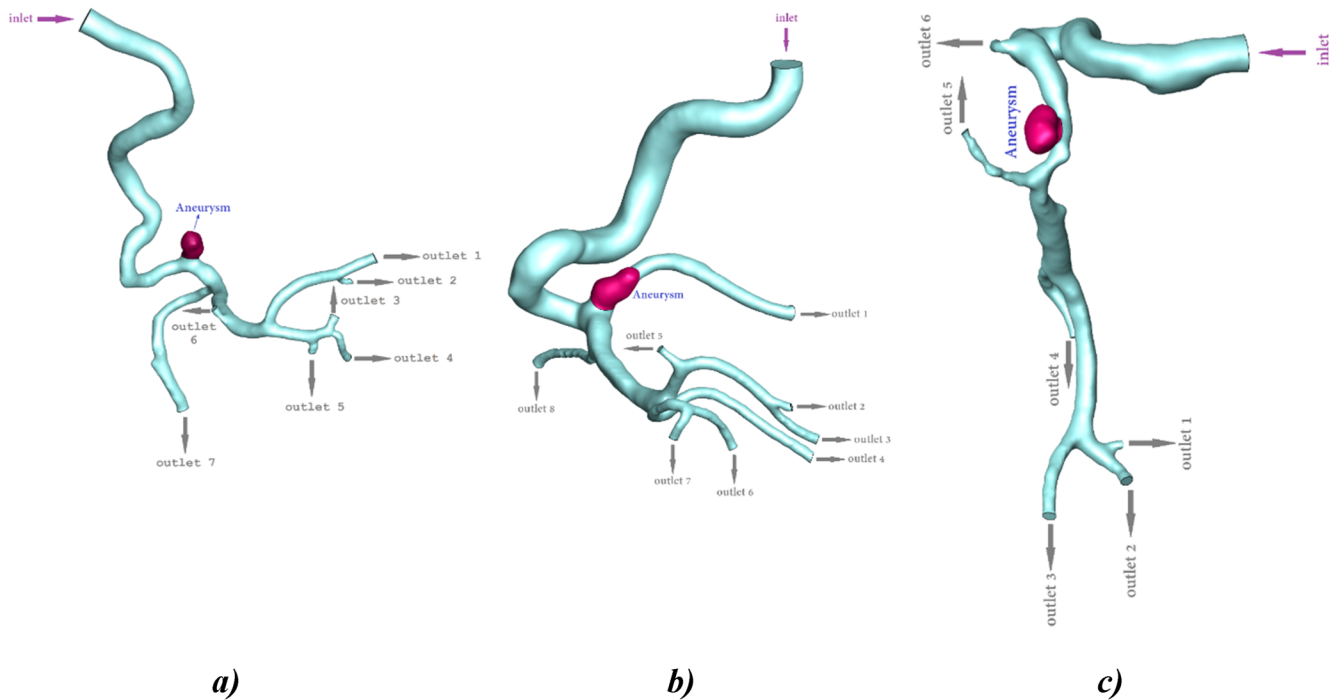 inlet
Aneurysm
outlet 1
outlet 2
outlet 3
outlet
6
outlet 4
outlet 5
outlet 7
a)
inlet
Aneurysm
outlet 1
outlet 5
outlet 8
outlet 2
outlet 3
outlet 4
outlet 7
outlet 6
b)
outlet 6
inlet
outlet 5
Aneurysm
outlet 4
outlet 1
outlet 2
outlet 3
c)